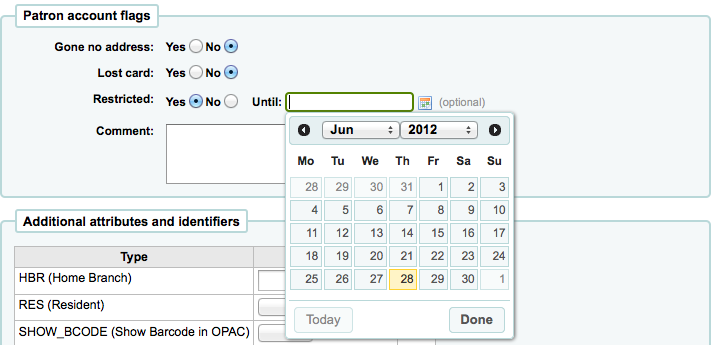 Patron account flags
Gone no address: Yes No
Lost card: Yes No
Restricted: Yes No Until: (optional)
Comment:
Jun 2012
Mo Tu We Th Fr Sa Su
28 29 30 31 1 2 3
4 5 6 7 8 9 10
11 12 13 14 15 16 17
18 19 20 21 22 23 24
25 26 27 28 29 30 1
Today Done
Additional attributes and identifiers
Type
HBR (Home Branch)
RES (Resident)
SHOW_BCODE (Show Barcode in OPAC)